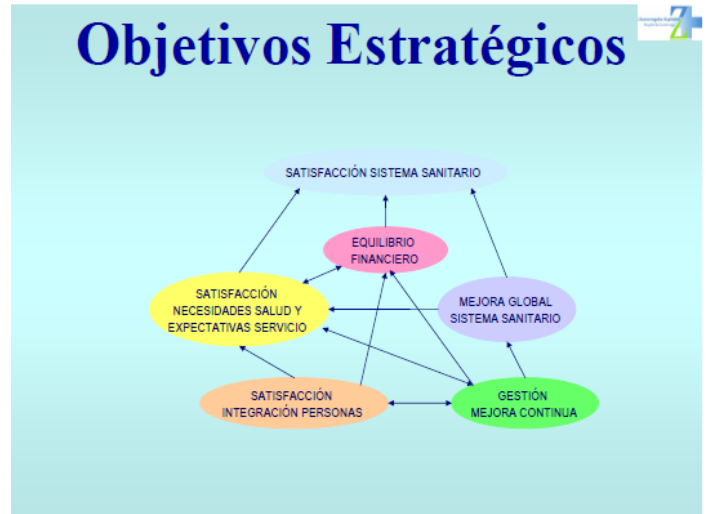 Objetivos Estratégicos
SATISFACCIÓN SISTEMA SANITARIO
EQUILIBRIO
FINANCIERO
SATISFACCIÓN
NECESIDADES SALUD Y
EXPECTATIVAS SERVICIO
MEJORA GLOBAL
SISTEMA SANITARIO
SATISFACCIÓN
INTEGRACIÓN PERSONAS
GESTIÓN
MEJORA CONTINUA